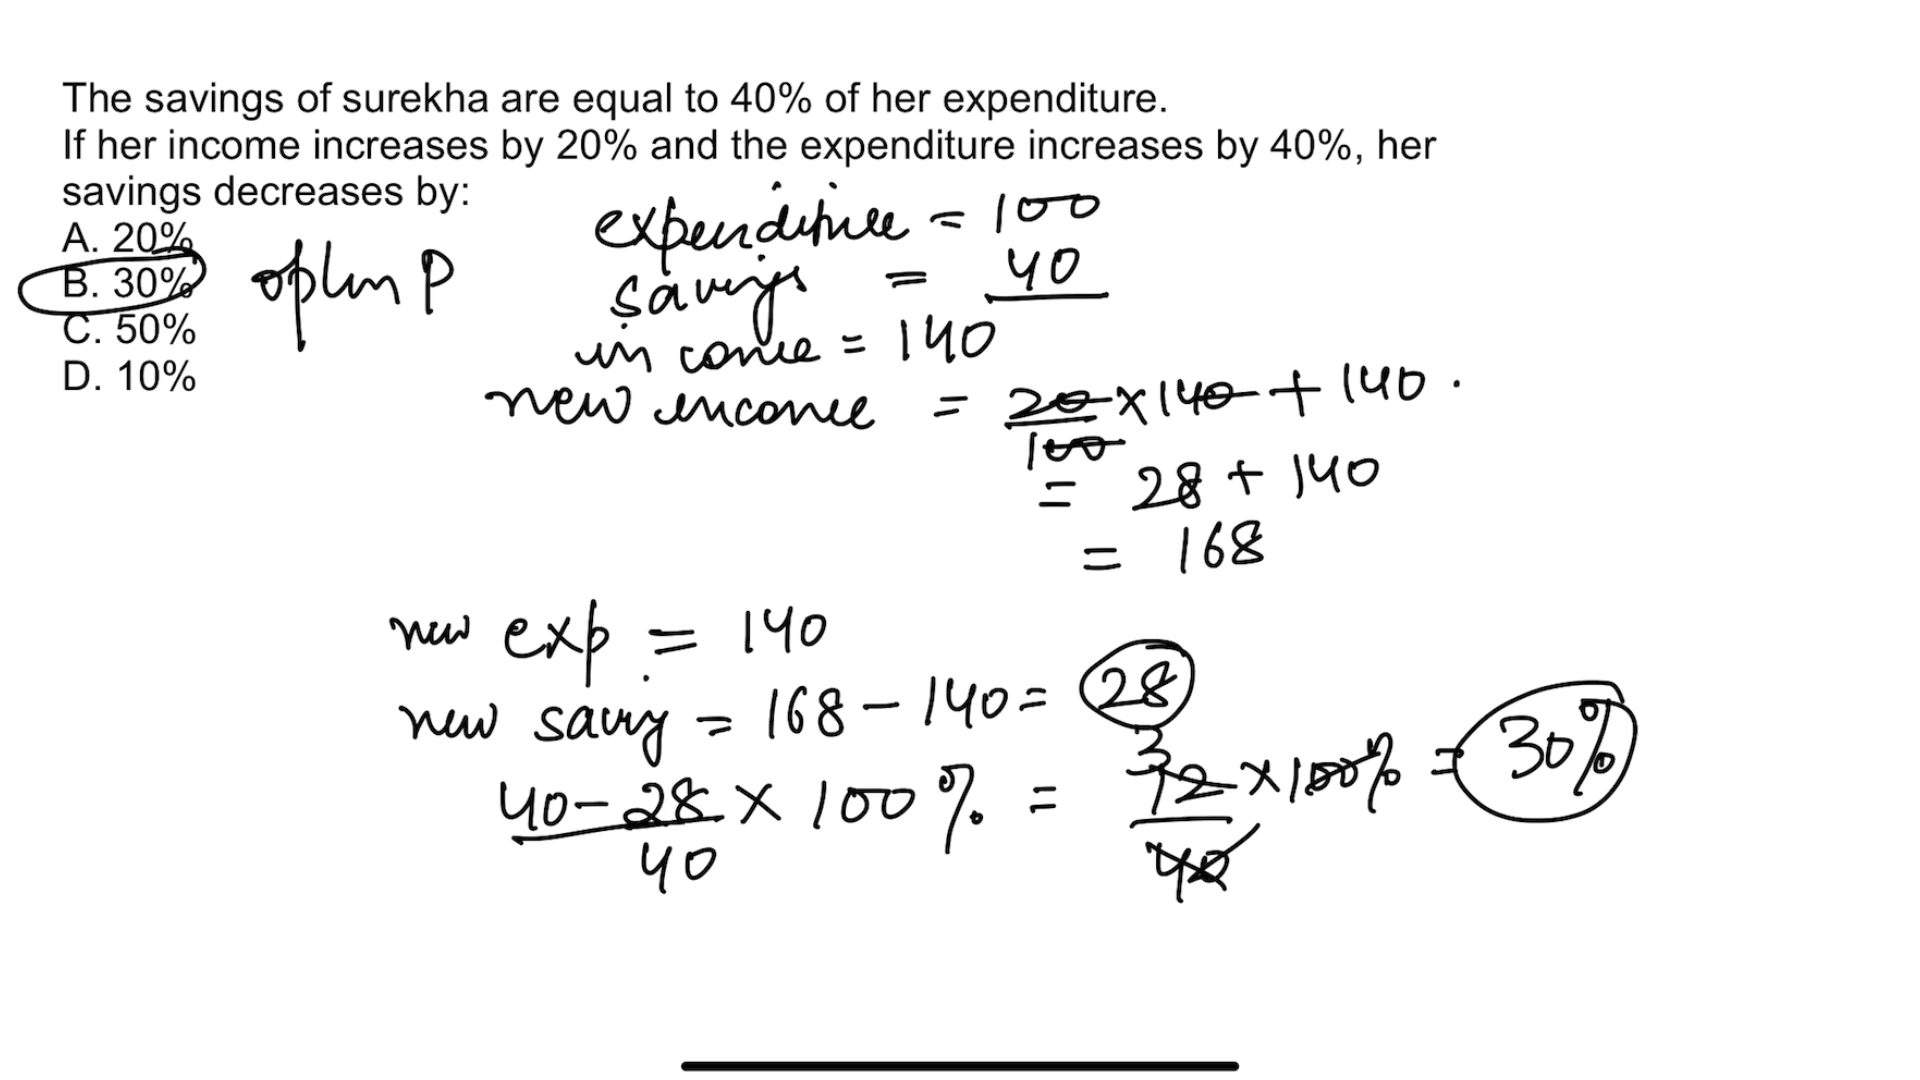 The savings of surekha are equal to 40% of her expenditure.
If her income increases by 20% and the expenditure increases by 40%, her
savings decreases by:
A. 20%
B. 30%
C. 50%
D. 10%
expenditure = 100
savings = 40
income = 140
new income = 20/100 × 140 + 140.
= 28 + 140
= 168
new exp = 140
new saving = 168 - 140 = 28
40-28/40 × 100% = 3 12/40 × 100% = 30%